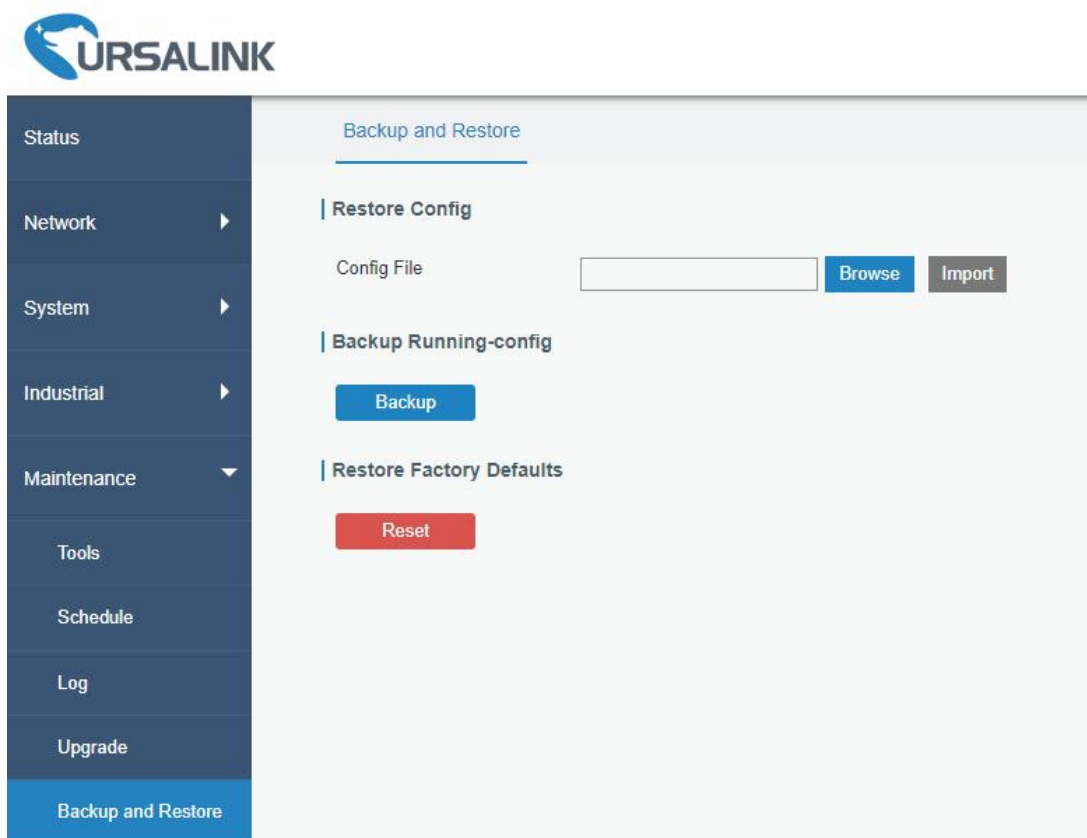 URSALINK
Status
Network
System
Industrial
Maintenance
Tools
Schedule
Log
Upgrade
Backup and Restore
Backup and Restore
Restore Config
Config File
Browse
Import
Backup Running-config
Backup
Restore Factory Defaults
Reset